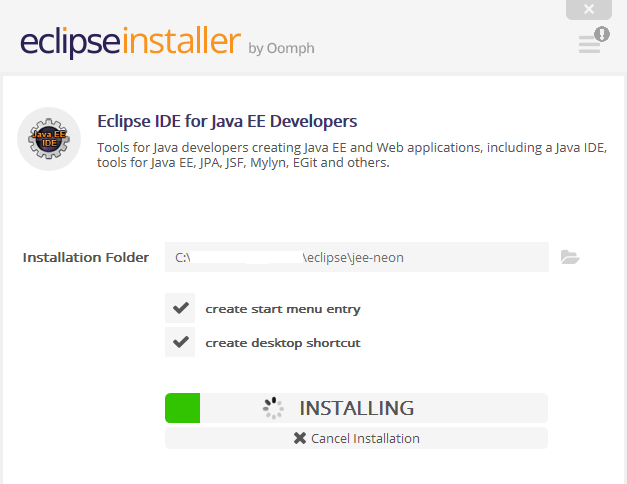 eclipseinstaller by Oomph
!
Java EE
IDE
Eclipse IDE for Java EE Developers
Tools for Java developers creating Java EE and Web applications, including a Java IDE,
tools for Java EE, JPA, JSF, Mylyn, EGit and others.
Installation Folder C:\ \eclipse\jee-neon
create start menu entry
create desktop shortcut
INSTALLING
Cancel Installation